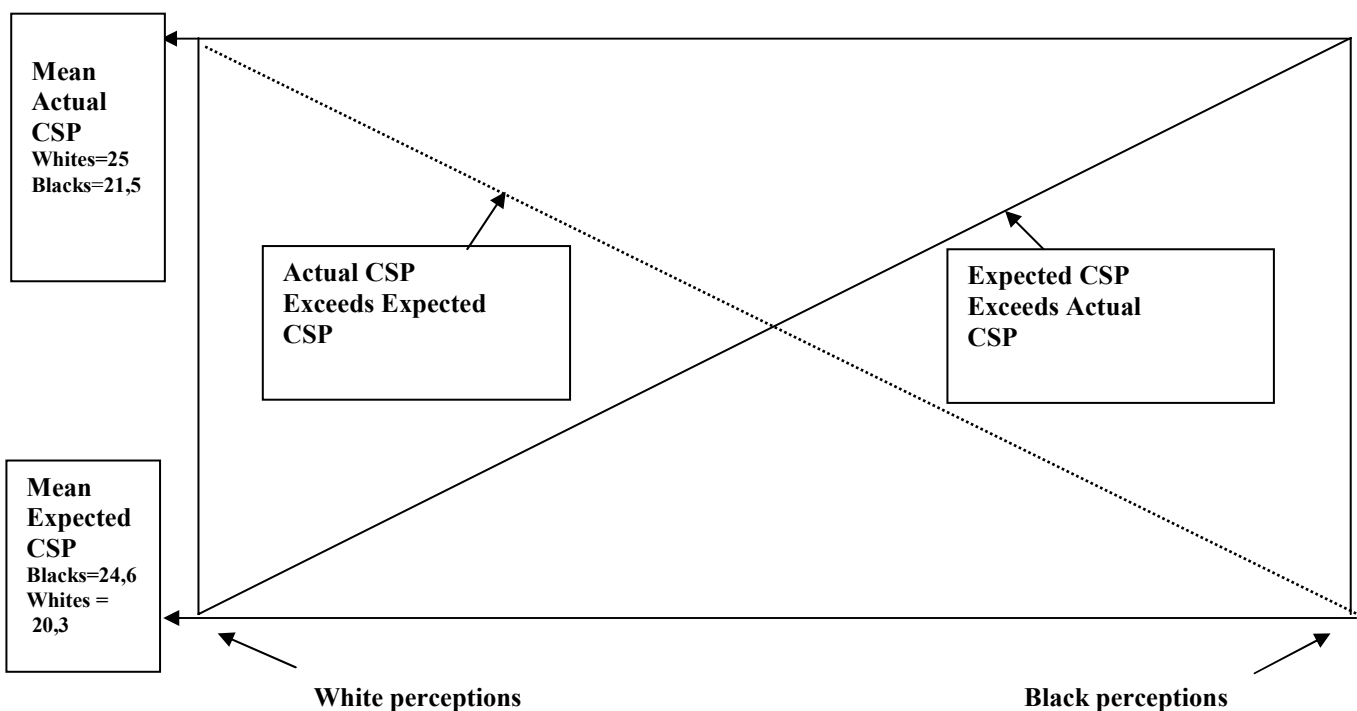 Mean
Actual
CSP
Whites=25
Blacks=21,5
Actual CSP
Exceeds Expected
CSP
Expected CSP
Exceeds Actual
CSP
Mean
Expected
CSP
Blacks=24,6
Whites =
20,3
White perceptions
Black perceptions